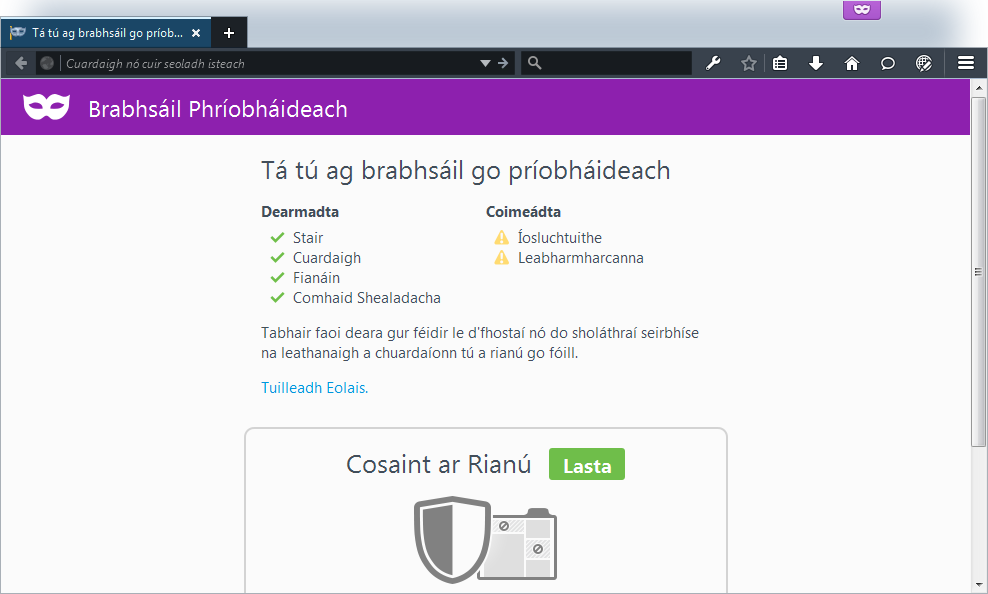 Tá tú ag brabhsáil go príob...
Cuardaigh nó cuir seoladh isteach
Brabhsáil Phríobháideach
Tá tú ag brabhsáil go príobháideach
Dearmadta
Stair
Cuardaigh
Fianáin
Comhaid Shealadacha
Coimeádta
Íosluchtuithe
Leabharmharcanna
Tabhair faoi deara gur féidir le d'fhostaí nó do sholáthraí seirbhíse
na leathanaigh a chuardaíonn tú a rianú go fóill.
Tuilleadh Eolais.
Cosaint ar Rianú Lasta